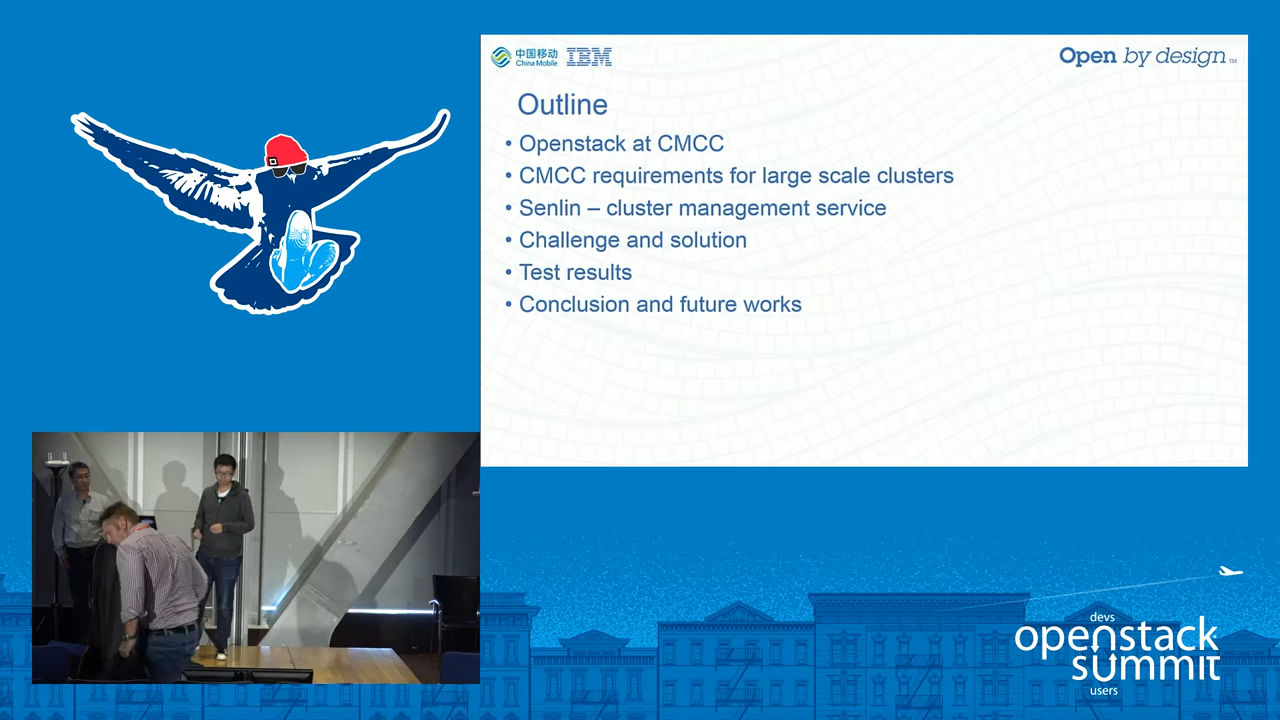 中国移动
China Mobile
IBM
Open by design™
Outline
• Openstack at CMCC
• CMCC requirements for large scale clusters
• Senlin – cluster management service
• Challenge and solution
• Test results
• Conclusion and future works
devs
openstack
summit
users